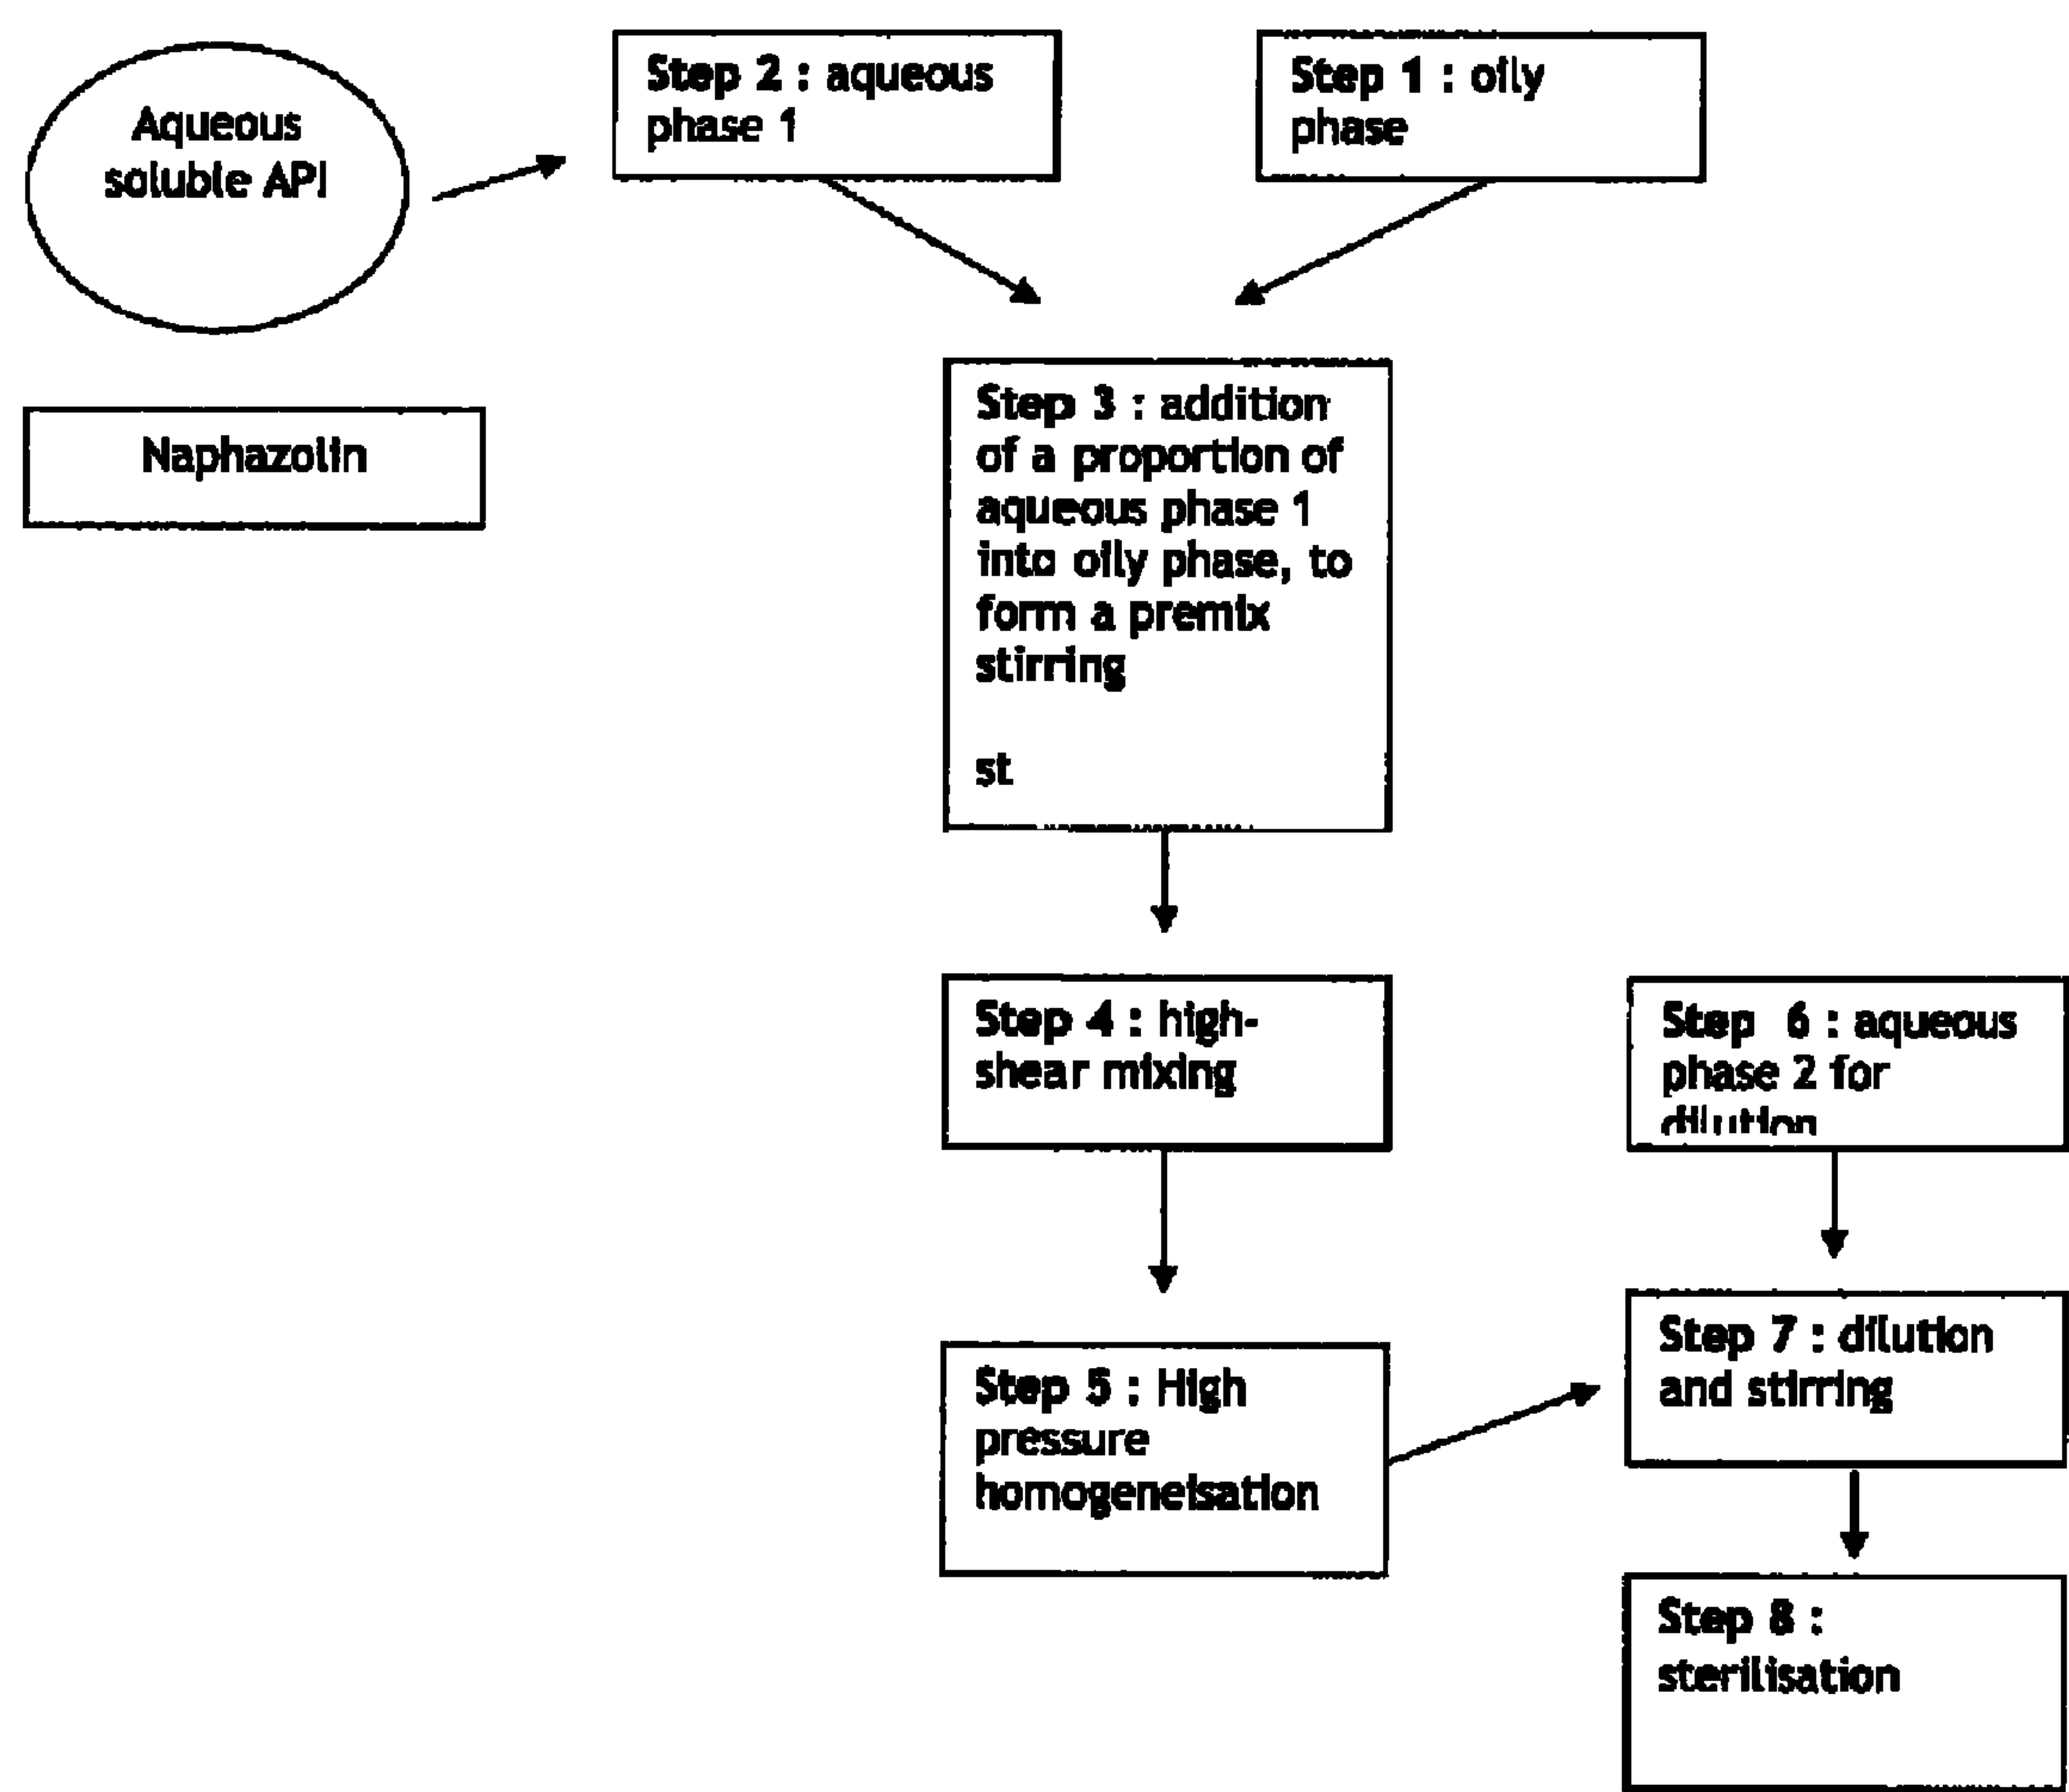 Aqueous
soluble API
Naphazolin
Step 2 : aqueous
phase 1
Step 1 : oily
phase
Step 3 : addition
of a proportion of
aqueous phase 1
into oily phase, to
form a premix
stirring
st
Step 4 : high-
shear mixing
Step 5 : High
pressure
homogeneisation
Step 6 : aqueous
phase 2 for
dilution
Step 7 : dilution
and stirring
Step 8 :
sterilisation